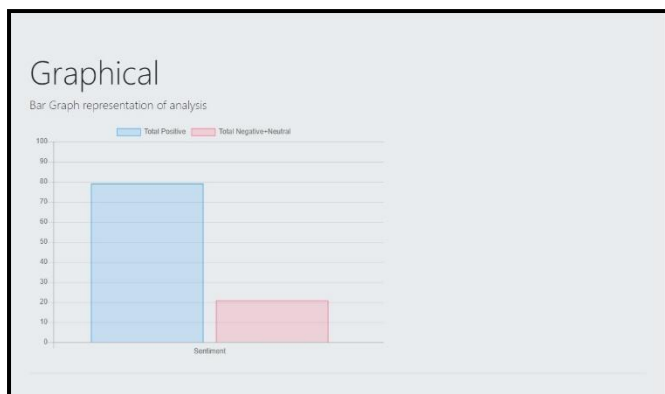 Graphical
Bar Graph representation of analysis
Total Positive Total Negative+Neutral
100
90
80
70
60
50
40
30
20
10
0
Sentiment